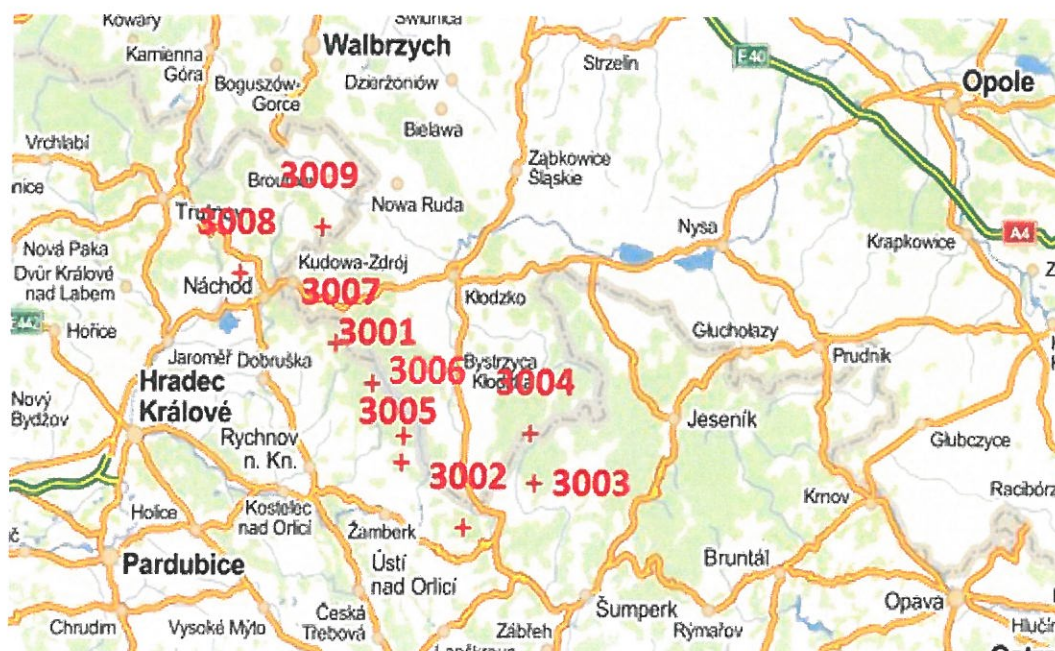 Kowary
Świdnica
Kamienna
Góra
Walbrzych
Boguszów-
Gorce
Dzierżoniów
Strzelin
E 40
Opole
Bielawa
Vrchlabí
Ząbkowice
Śląskie
3009
Nowa Ruda
3008
Nysa
Krapkowice
A4
Nová Paka
Dvůr Králové
nad Labem
Náchod
Kudowa-Zdrój
Kłodzko
3007
E 442
Hořice
3001
Głuchołazy
Prudnik
Jaroměř
Dobruška
Bystrzyca
Kłodzka
3006
3004
Hradec
Králové
Nový
Bydžov
3005
Jeseník
Głubczyce
Rychnov
n. Kn.
3002
3003
Krnov
Racibórz
Holice
Kostelec
nad Orlicí
Žamberk
Pardubice
Ústí
nad Orlicí
Bruntál
Opava
Česká
Třebová
Šumperk
Chrudim
Vysoké Mýto
Zábřeh
Rýmařov